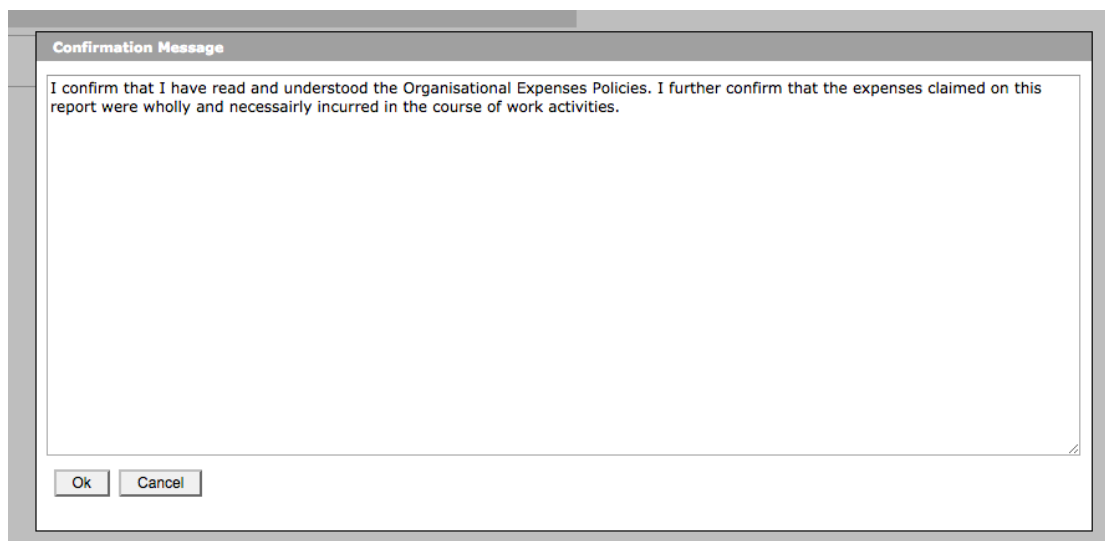 Confirmation Message
I confirm that I have read and understood the Organisational Expenses Policies. I further confirm that the expenses claimed on this
report were wholly and necessairly incurred in the course of work activities.
Ok
Cancel